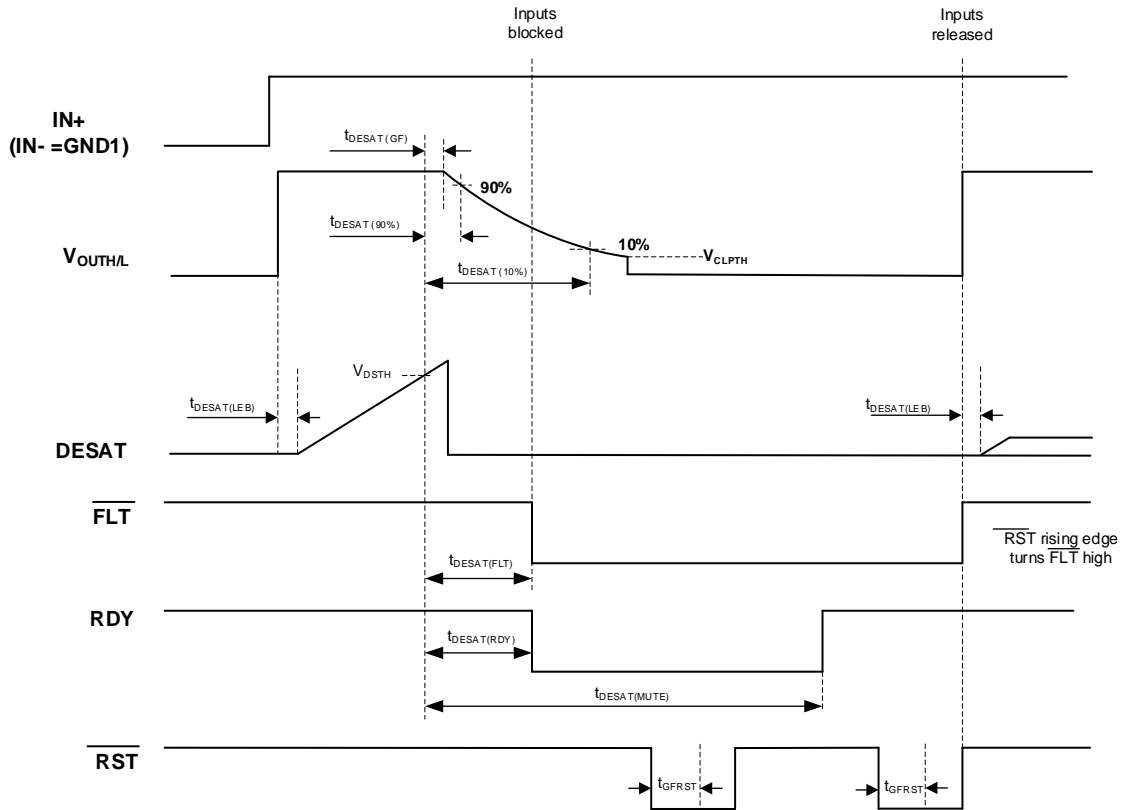 Inputs
blocked
Inputs
released
IN+
(IN- =GND1)
tDESAT(GF)
90%
tDESAT(90%)
VOUTH/L
10%
VCLPTH
tDESAT(10%)
VDSTH
tDESAT(LEB)
tDESAT(LEB)
DESAT
FLT
RST rising edge
turns FLT high
tDESAT(FLT)
RDY
tDESAT(RDY)
tDESAT(MUTE)
RST
tGFRST
tGFRST